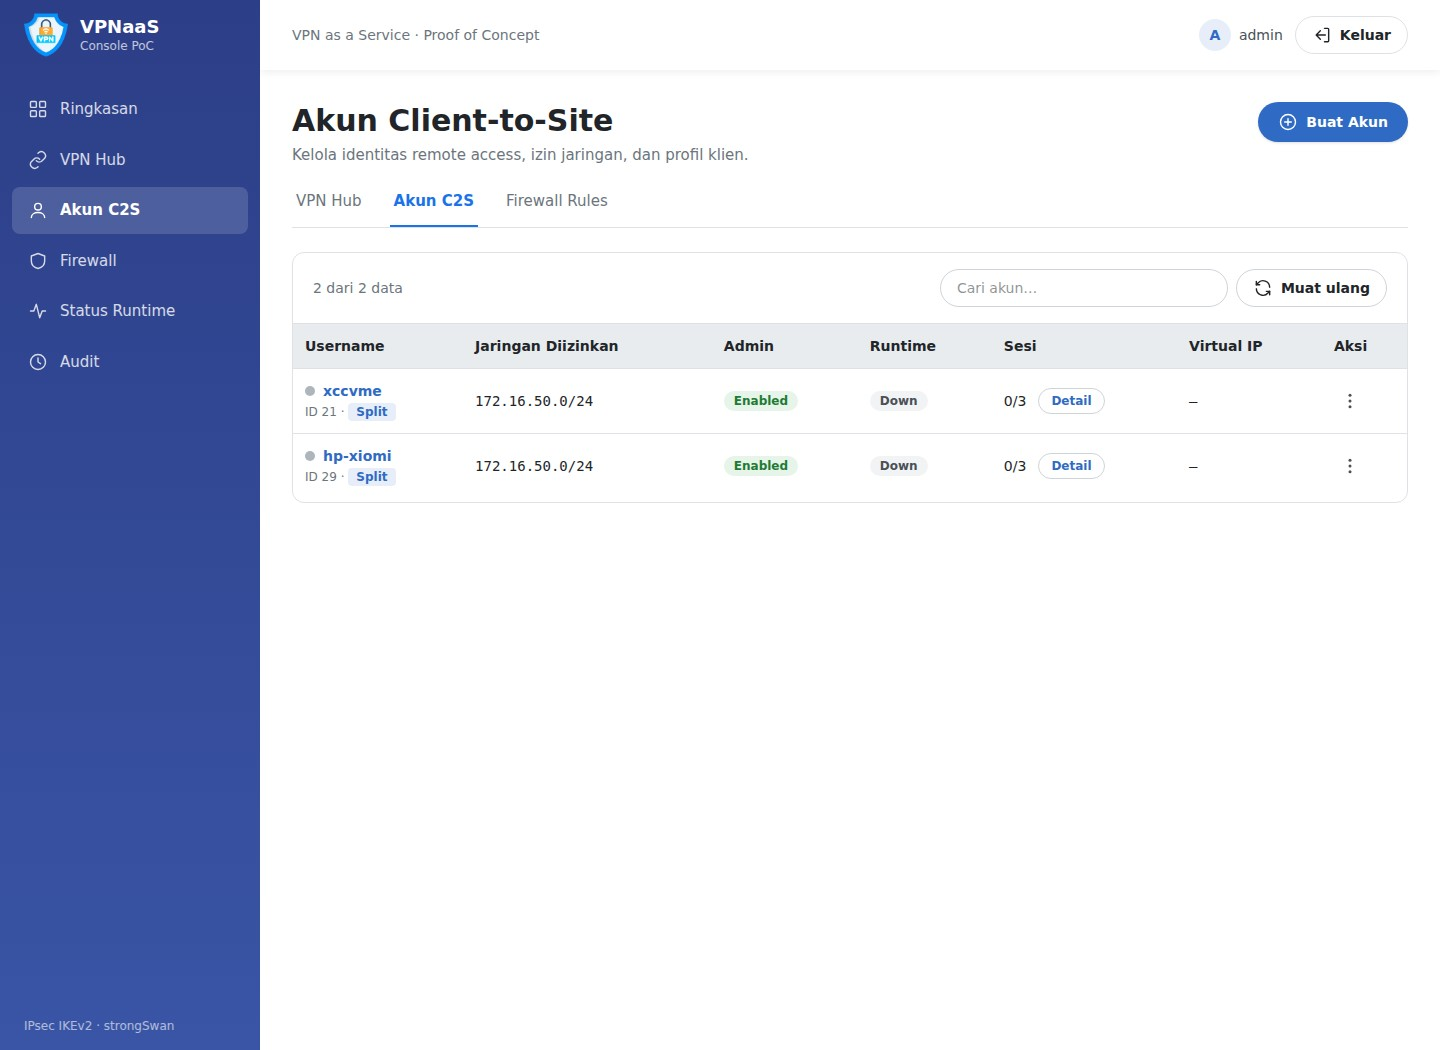 VPN
VPNaaS
Console PoC
Ringkasan
VPN Hub
Akun C2S
Firewall
Status Runtime
Audit
IPsec IKEv2 · strongSwan
VPN as a Service · Proof of Concept
A admin Keluar
Akun Client-to-Site
Buat Akun
Kelola identitas remote access, izin jaringan, dan profil klien.
VPN Hub Akun C2S Firewall Rules
2 dari 2 data Cari akun... Muat ulang
Username Jaringan Diizinkan Admin Runtime Sesi Virtual IP Aksi
xccvme
ID 21 · Split 172.16.50.0/24 Enabled Down 0/3 Detail –
hp-xiomi
ID 29 · Split 172.16.50.0/24 Enabled Down 0/3 Detail –